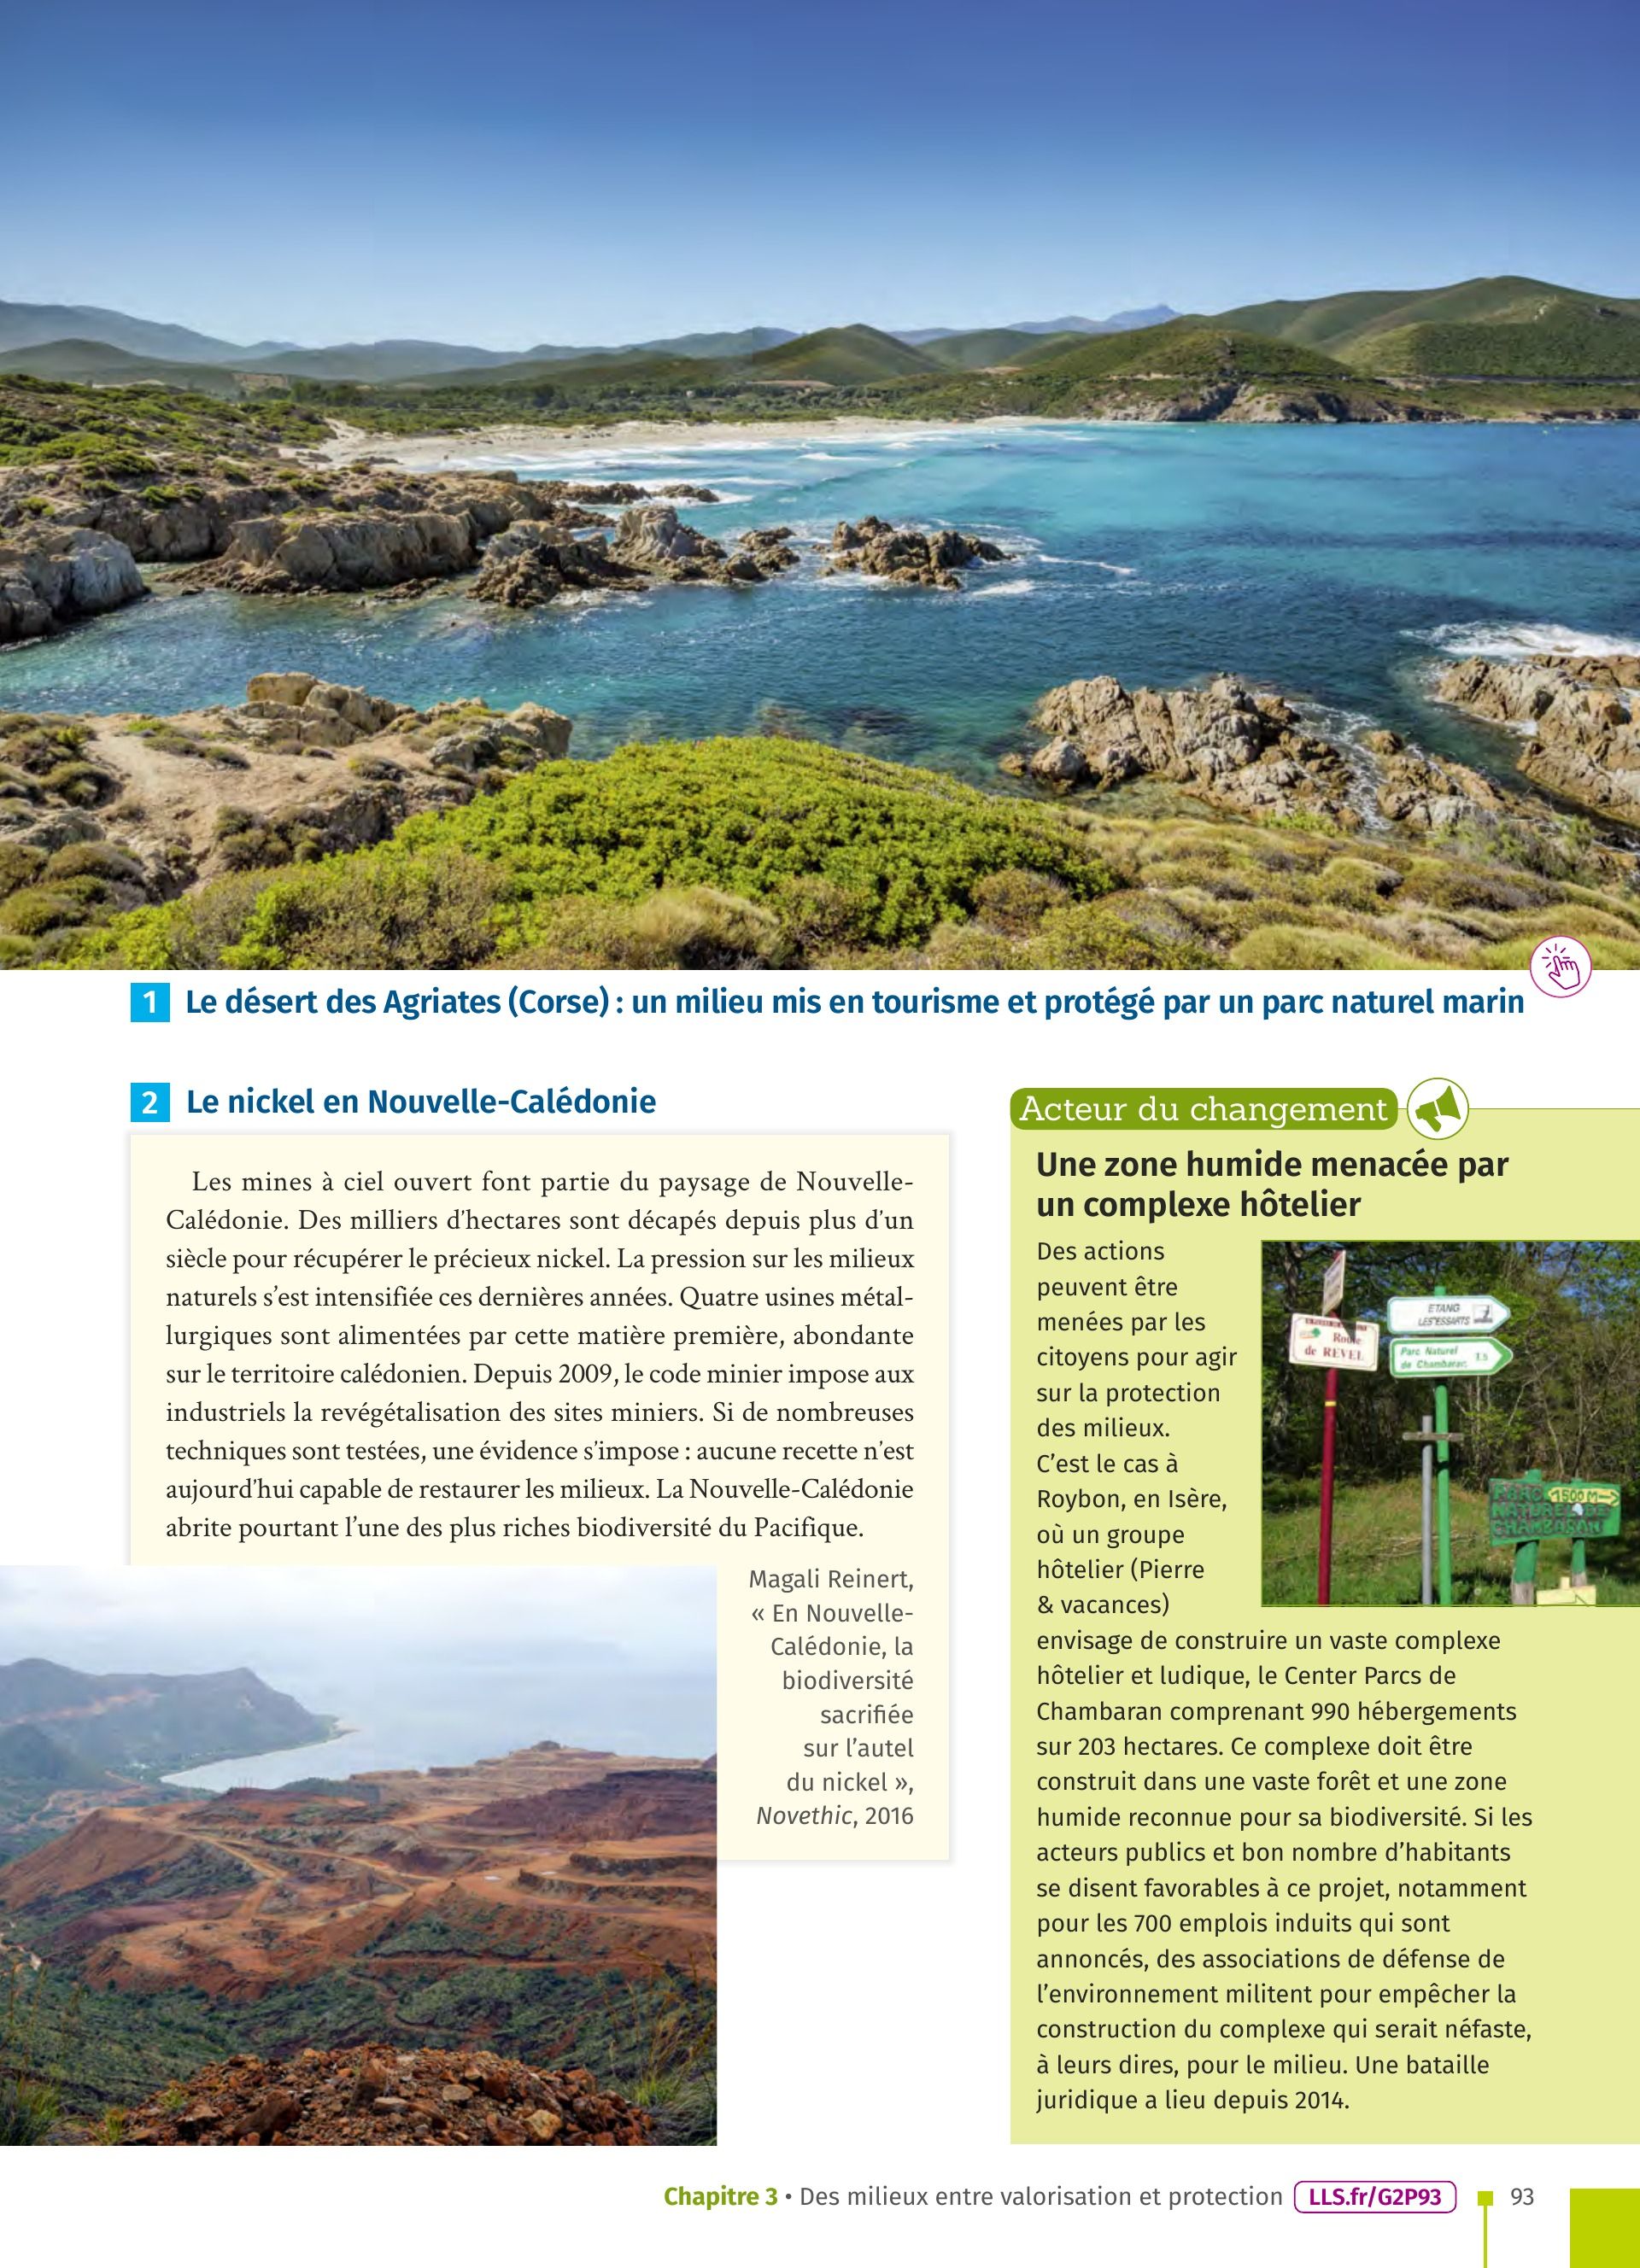 1 Le désert des Agriates (Corse) : un milieu mis en tourisme et protégé par un parc naturel marin
2 Le nickel en Nouvelle-Calédonie
Les mines à ciel ouvert font partie du paysage de Nouvelle-
Calédonie. Des milliers d'hectares sont décapés depuis plus d'un
siècle pour récupérer le précieux nickel. La pression sur les milieux
naturels s'est intensifiée ces dernières années. Quatre usines métal-
lurgiques sont alimentées par cette matière première, abondante
sur le territoire calédonien. Depuis 2009, le code minier impose aux
industriels la revégétalisation des sites miniers. Si de nombreuses
techniques sont testées, une évidence s'impose : aucune recette n'est
aujourd'hui capable de restaurer les milieux. La Nouvelle-Calédonie
abrite pourtant l'une des plus riches biodiversité du Pacifique.
Magali Reinert,
« En Nouvelle-
Calédonie, la
biodiversité
sacrifiée
sur l'autel
du nickel »,
Novethic, 2016
Acteur du changement
Une zone humide menacée par
un complexe hôtelier
Des actions
peuvent être
menées par les
citoyens pour agir
sur la protection
des milieux.
C'est le cas à
Roybon, en Isère,
où un groupe
hôtelier (Pierre
& vacances)
envisage de construire un vaste complexe
hôtelier et ludique, le Center Parcs de
Chambaran comprenant 990 hébergements
sur 203 hectares. Ce complexe doit être
construit dans une vaste forêt et une zone
humide reconnue pour sa biodiversité. Si les
acteurs publics et bon nombre d'habitants
se disent favorables à ce projet, notamment
pour les 700 emplois induits qui sont
annoncés, des associations de défense de
l'environnement militent pour empêcher la
construction du complexe qui serait néfaste,
à leurs dires, pour le milieu. Une bataille
juridique a lieu depuis 2014.
ETANG
LES ESSARTS
Route
de REVEL
Parc Naturel
de Chambaran T.5
PARC 1500 M
NATUREL DE
CHAMBARAN
Chapitre 3 • Des milieux entre valorisation et protection LLS.fr/G2P93 93